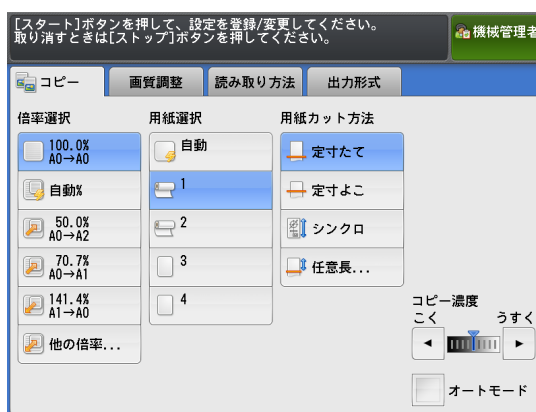 [スタート]ボタンを押して、設定を登録/変更してください。
取り消すときは[ストップ]ボタンを押してください。
機械管理者
コピー
画質調整
読み取り方法
出力形式
倍率選択
用紙選択
用紙カット方法
100.0%
A0→A0
自動%
50.0%
A0→A2
70.7%
A0→A1
141.4%
A1→A0
他の倍率...
自動
1
2
3
4
定寸たて
定寸よこ
シンクロ
任意長...
コピー濃度
こく
うすく
オートモード